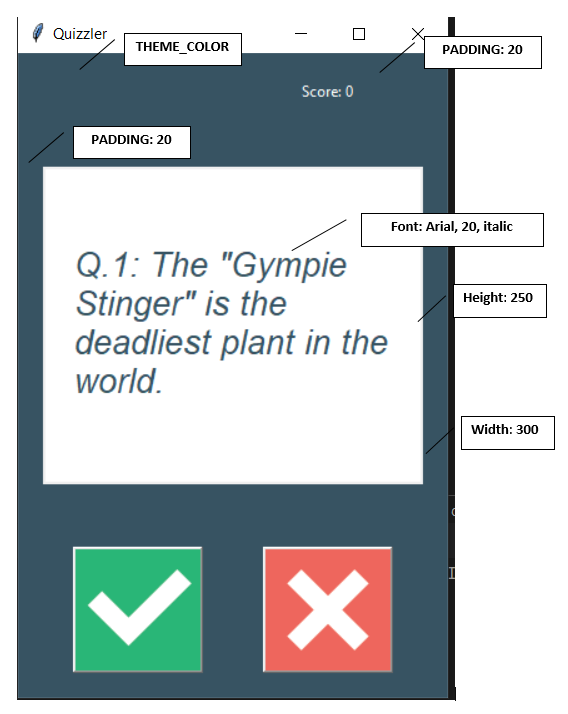 Quizzler
THEME_COLOR
PADDING: 20
Score: 0
PADDING: 20
Font: Arial, 20, italic
Q.1: The "Gympie
Stinger" is the
deadliest plant in the
world.
Height: 250
Width: 300